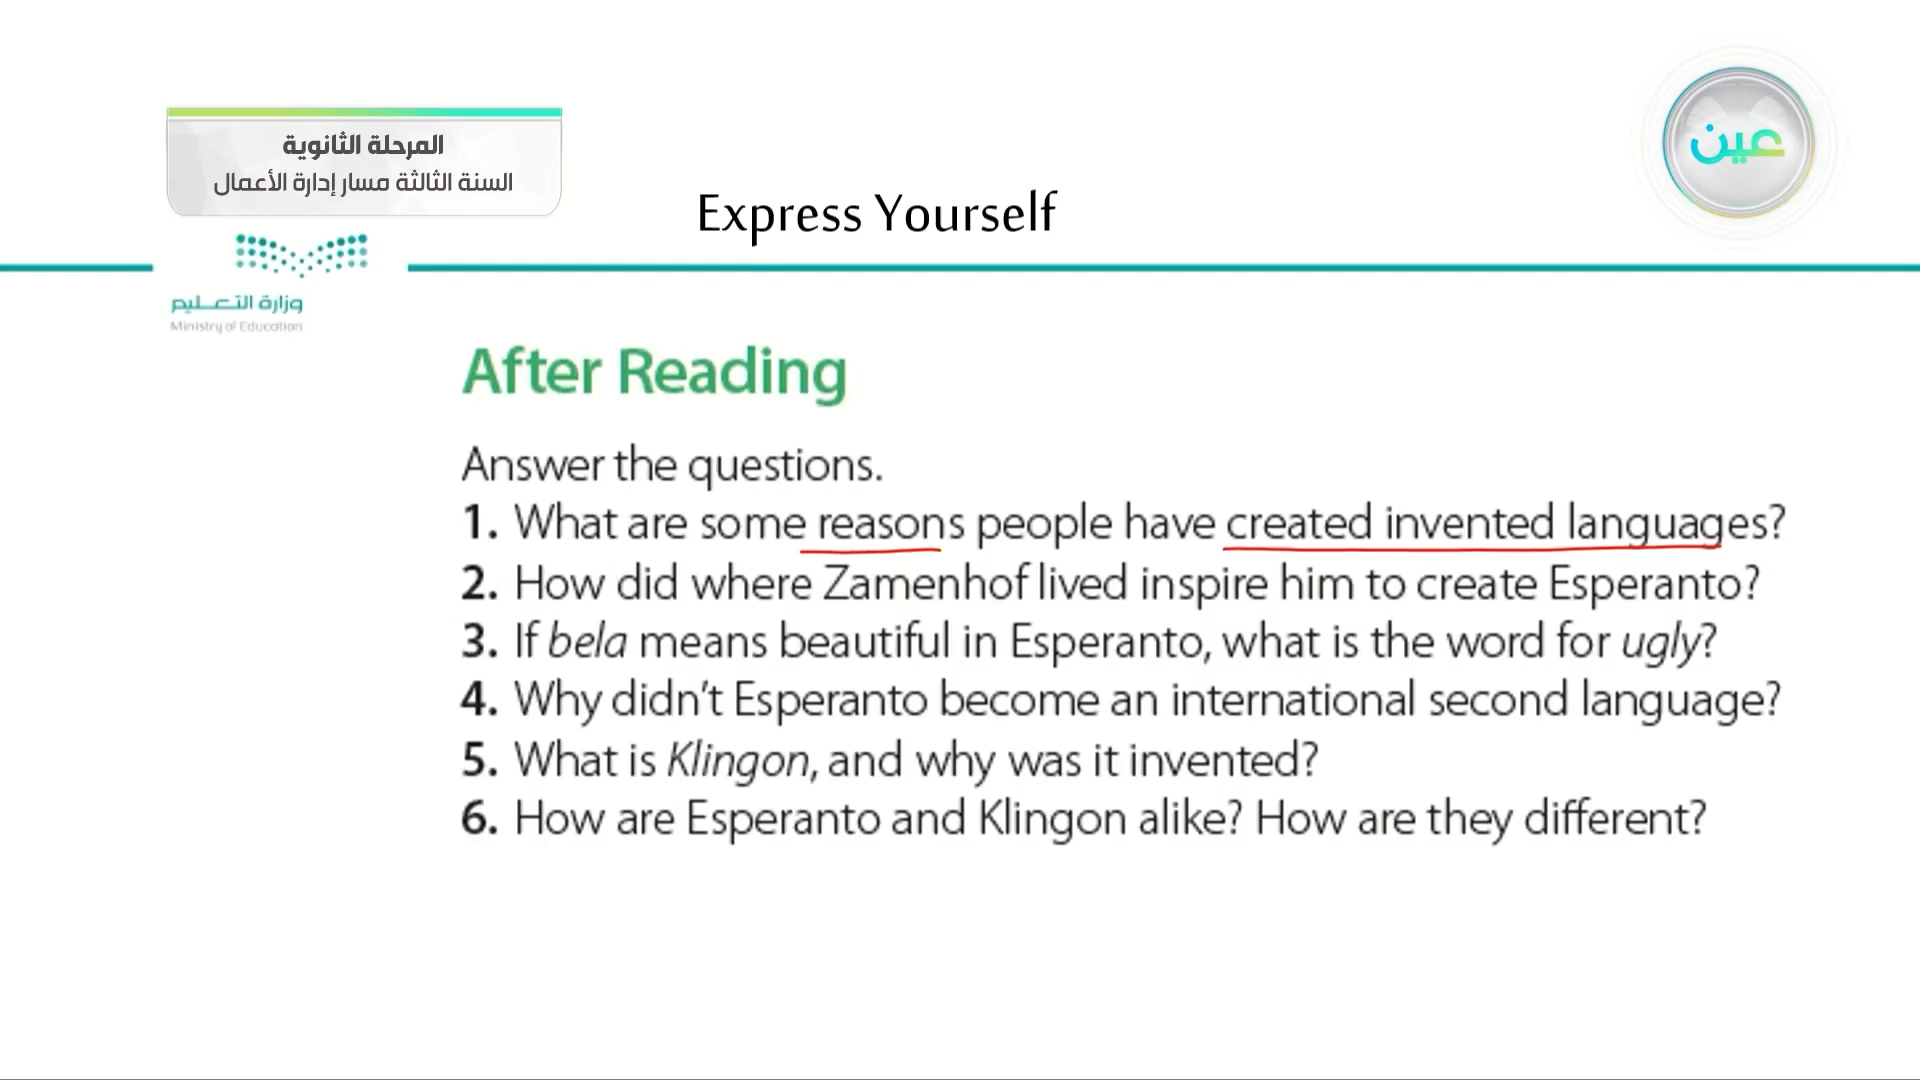 المرحلة الثانوية
السنة الثالثة مسار إدارة الأعمال
عين
Express Yourself
وزارة التعليم
Ministry of Education
After Reading
Answer the questions.
1. What are some reasons people have created invented languages?
2. How did where Zamenhof lived inspire him to create Esperanto?
3. If bela means beautiful in Esperanto, what is the word for ugly?
4. Why didn't Esperanto become an international second language?
5. What is Klingon, and why was it invented?
6. How are Esperanto and Klingon alike? How are they different?